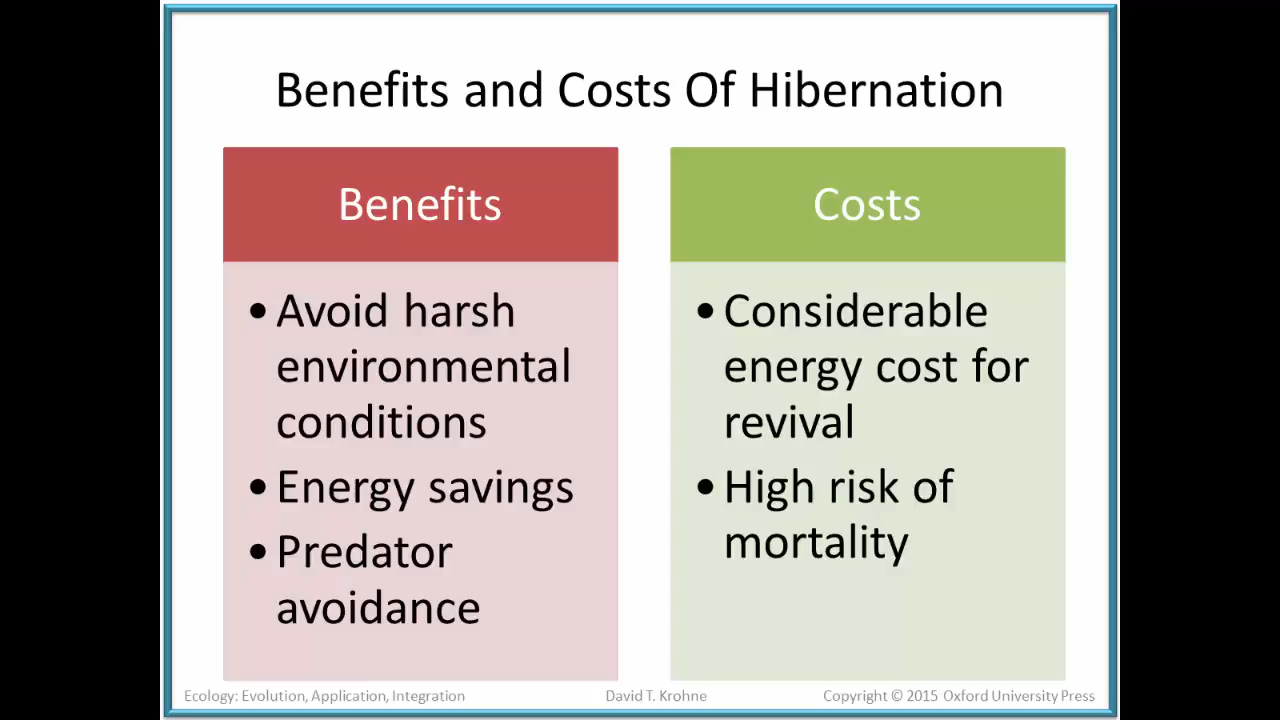 Benefits and Costs Of Hibernation
Benefits
•Avoid harsh
environmental
conditions
•Energy savings
•Predator
avoidance
Costs
•Considerable
energy cost for
revival
•High risk of
mortality
Ecology: Evolution, Application, Integration
David T. Krohne
Copyright © 2015 Oxford University Press